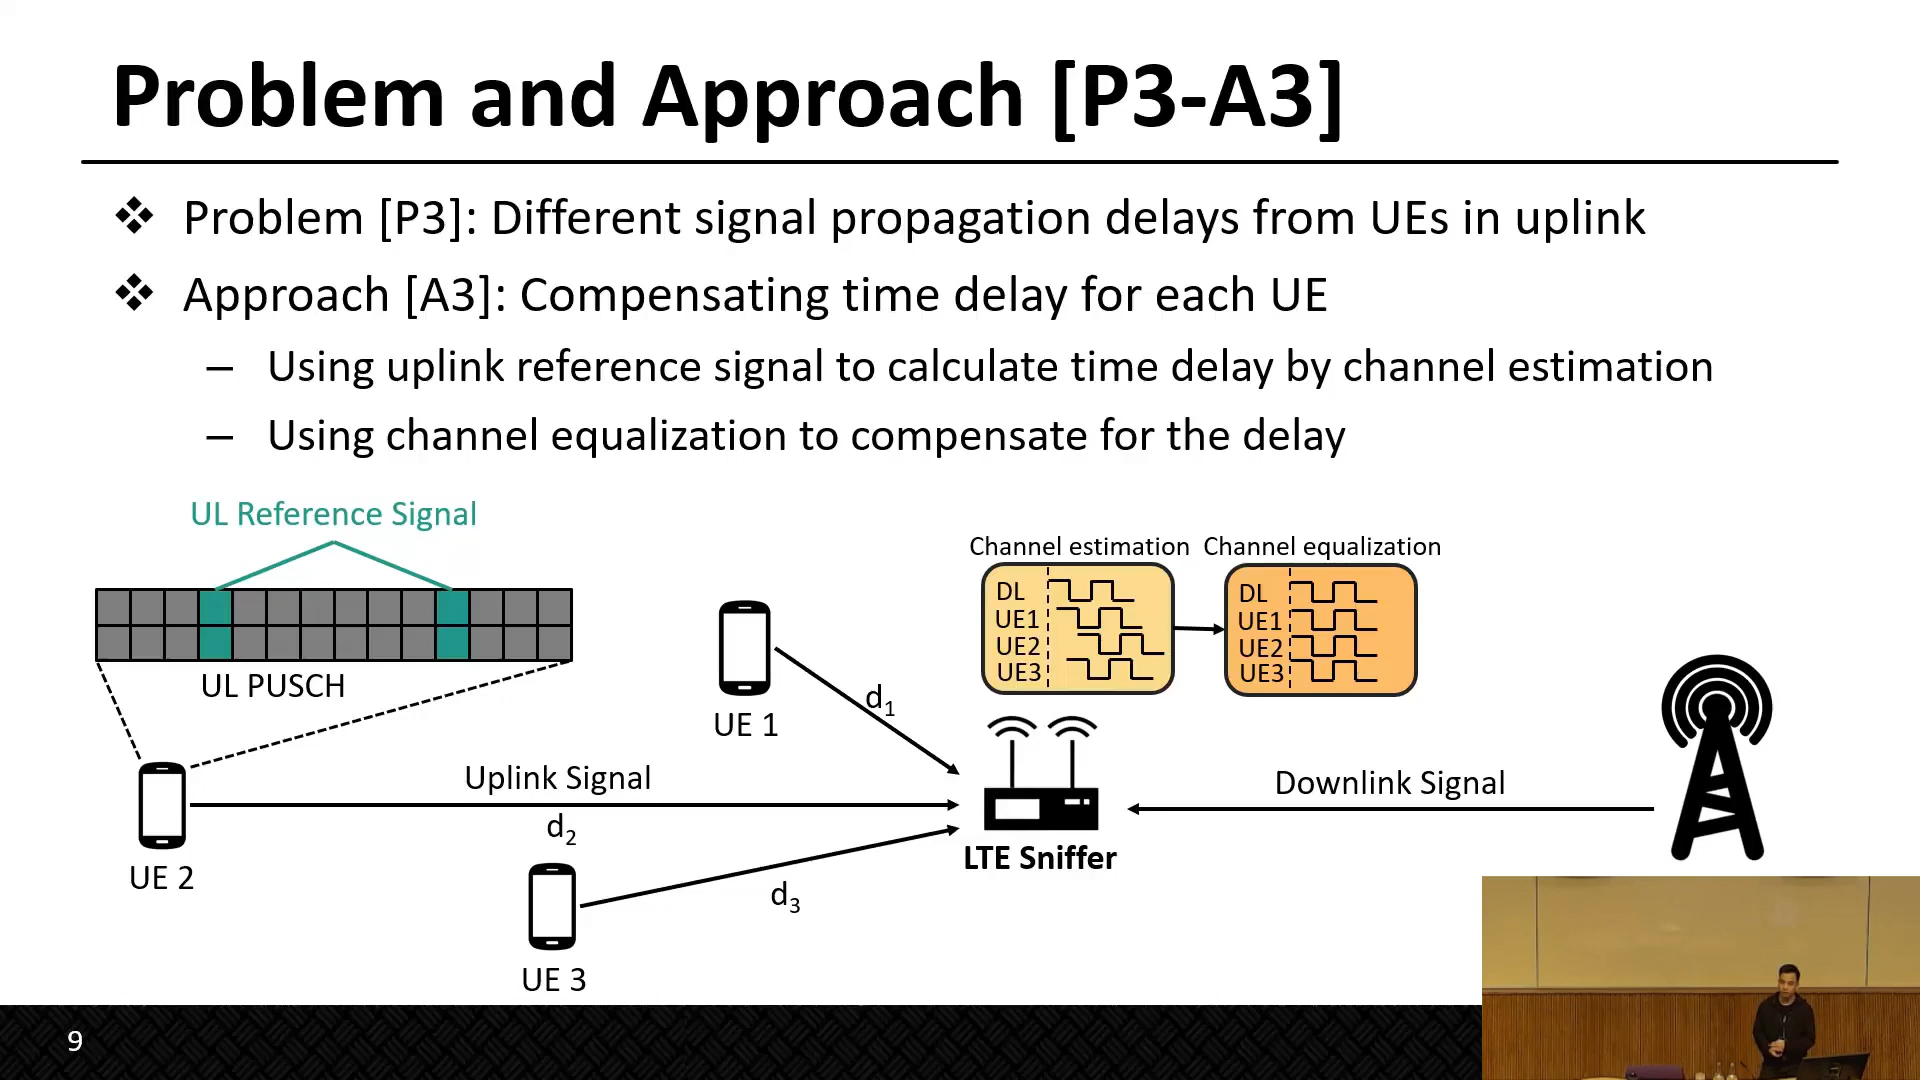 Problem and Approach [P3-A3]
❖ Problem [P3]: Different signal propagation delays from UEs in uplink
❖ Approach [A3]: Compensating time delay for each UE
– Using uplink reference signal to calculate time delay by channel estimation
– Using channel equalization to compensate for the delay
UL Reference Signal
UL PUSCH
Channel estimation
DL
UE1
UE2
UE3
Channel equalization
DL
UE1
UE2
UE3
UE 1
d₁
Uplink Signal
d₂
UE 2
d₃
UE 3
LTE Sniffer
Downlink Signal
9